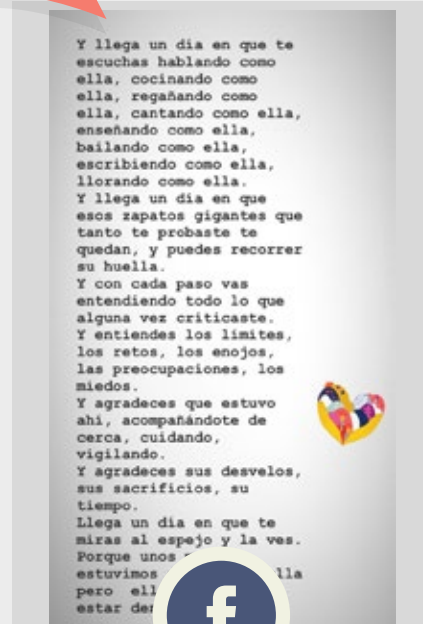 Y llega un día en que te
escuchas hablando como
ella, cocinando como
ella, regañando como
ella, cantando como ella,
enseñando como ella,
bailando como ella,
escribiendo como ella,
llorando como ella.
Y llega un día en que
esos zapatos gigantes que
tanto te probaste te
quedan, y puedes recorrer
su huella.
Y con cada paso vas
entendiendo todo lo que
alguna vez criticaste.
Y entiendes los límites,
los retos, los enojos,
las preocupaciones, los
miedos.
Y agradeces que estuvo
ahí, acompañándote de
cerca, cuidando,
vigilando.
Y agradeces sus desvelos,
sus sacrificios, su
tiempo.
Llega un día en que te
miras al espejo y la ves.
Porque unos
estuvimos
pero
estar
f